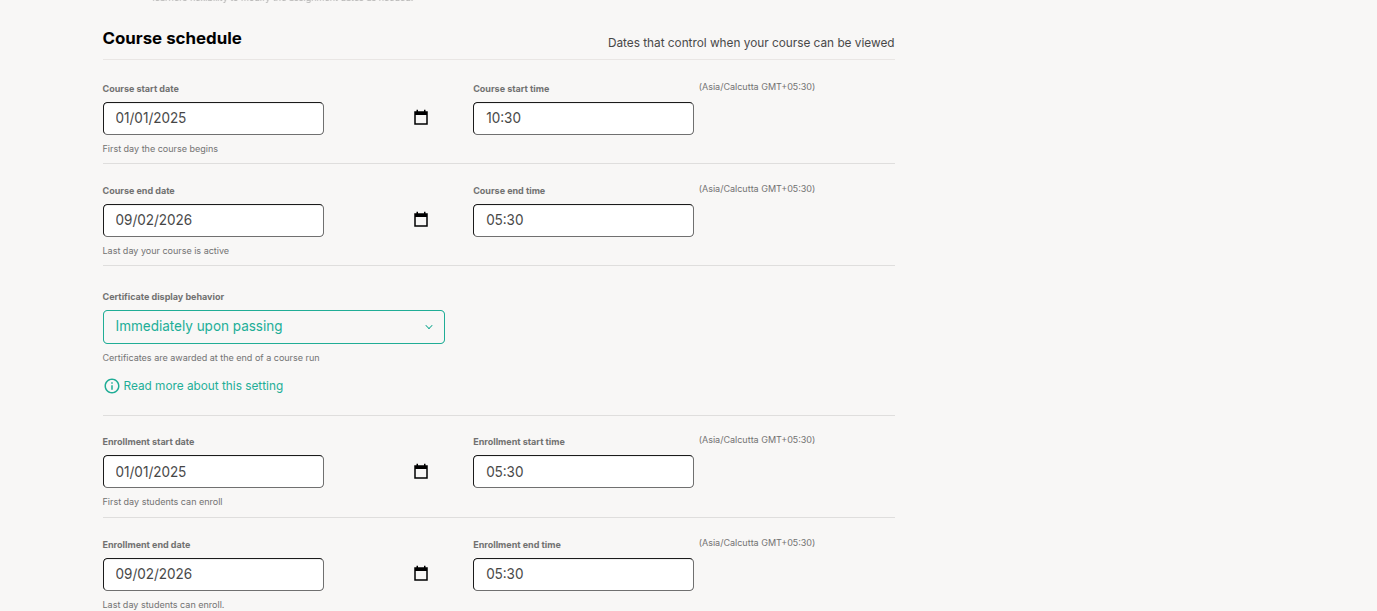 Course schedule
Dates that control when your course can be viewed
Course start date
Course start time
(Asia/Calcutta GMT+05:30)
01/01/2025
10:30
First day the course begins
Course end date
Course end time
(Asia/Calcutta GMT+05:30)
09/02/2026
05:30
Last day your course is active
Certificate display behavior
Immediately upon passing
Certificates are awarded at the end of a course run
Read more about this setting
Enrollment start date
Enrollment start time
(Asia/Calcutta GMT+05:30)
01/01/2025
05:30
First day students can enroll
Enrollment end date
Enrollment end time
(Asia/Calcutta GMT+05:30)
09/02/2026
05:30
Last day students can enroll.